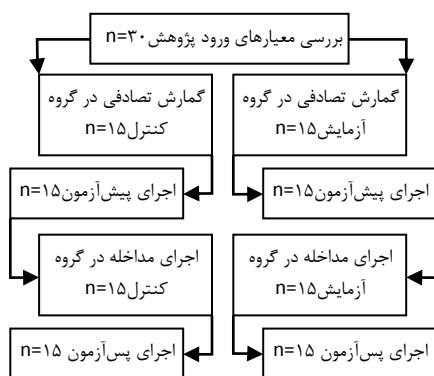 بررسی معیارهای ورود پژوهش n=۳۰
گمارش تصادفی در گروه
آزمایش n=۱۵
گمارش تصادفی در گروه
کنترل n=۱۵
اجرای پیش‌آزمون n=۱۵
اجرای پیش‌آزمون n=۱۵
اجرای مداخله در گروه
آزمایش n=۱۵
اجرای مداخله در گروه
کنترل n=۱۵
اجرای پس‌آزمون n=۱۵
اجرای پس‌آزمون n=۱۵